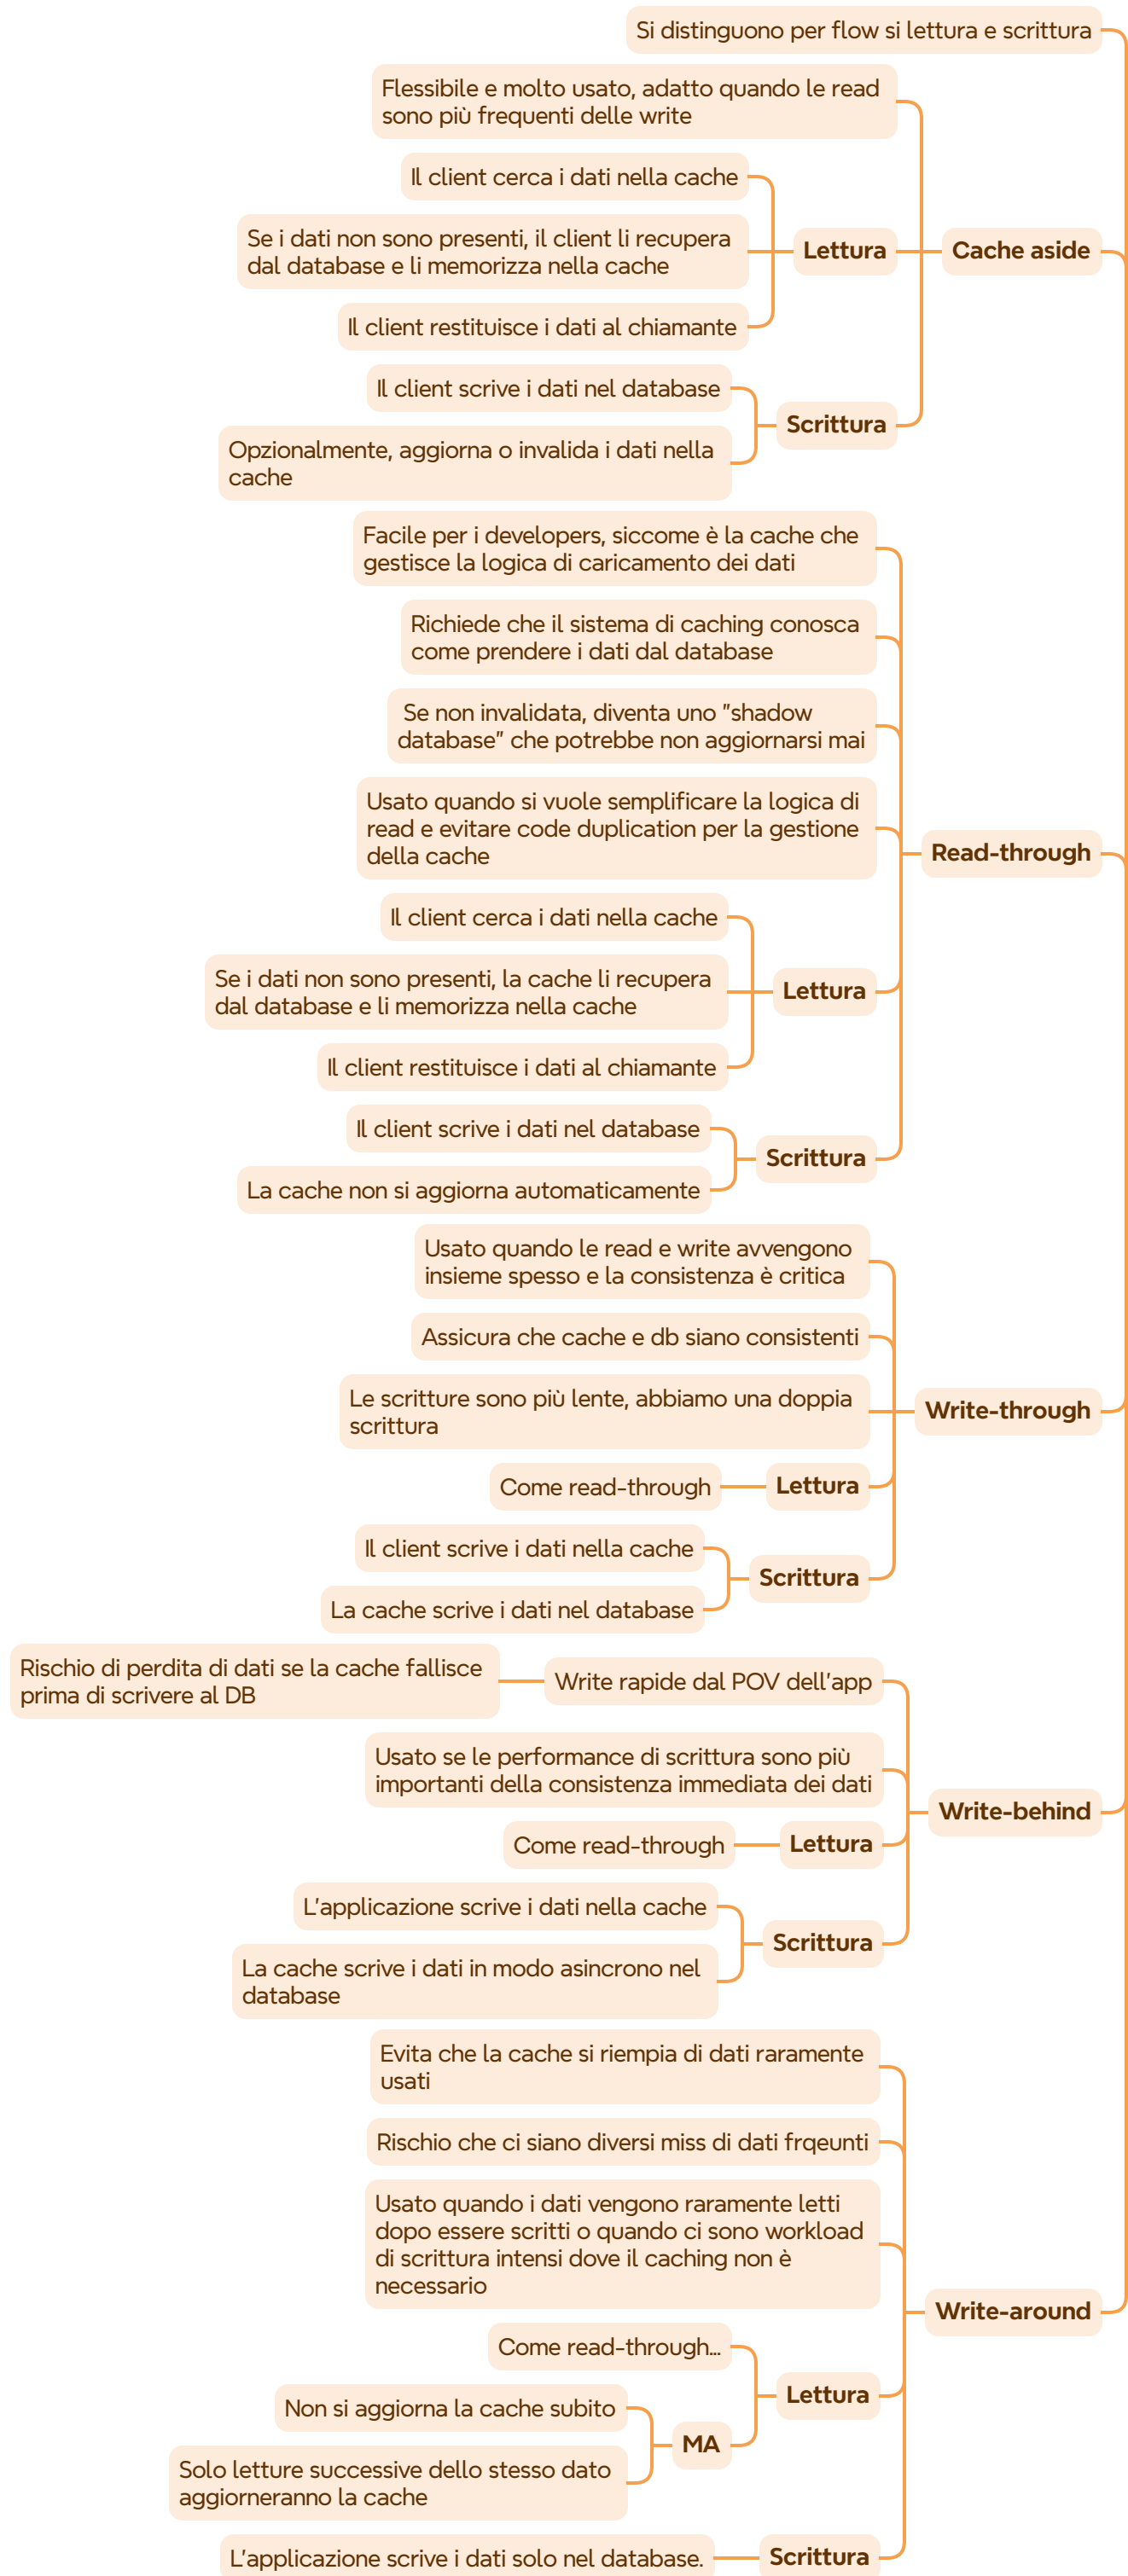 Si distinguono per flow si lettura e scrittura
Cache aside
Flessibile e molto usato, adatto quando le read
sono più frequenti delle write
Lettura
Il client cerca i dati nella cache
Se i dati non sono presenti, il client li recupera
dal database e li memorizza nella cache
Il client restituisce i dati al chiamante
Scrittura
Il client scrive i dati nel database
Opzionalmente, aggiorna o invalida i dati nella
cache
Read-through
Facile per i developers, siccome è la cache che
gestisce la logica di caricamento dei dati
Richiede che il sistema di caching conosca
come prendere i dati dal database
Se non invalidata, diventa uno "shadow
database" che potrebbe non aggiornarsi mai
Usato quando si vuole semplificare la logica di
read e evitare code duplication per la gestione
della cache
Lettura
Il client cerca i dati nella cache
Se i dati non sono presenti, la cache li recupera
dal database e li memorizza nella cache
Il client restituisce i dati al chiamante
Scrittura
Il client scrive i dati nel database
La cache non si aggiorna automaticamente
Write-through
Usato quando le read e write avvengono
insieme spesso e la consistenza è critica
Assicura che cache e db siano consistenti
Le scritture sono più lente, abbiamo una doppia
scrittura
Lettura
Come read-through
Scrittura
Il client scrive i dati nella cache
La cache scrive i dati nel database
Write-behind
Write rapide dal POV dell'app
Rischio di perdita di dati se la cache fallisce
prima di scrivere al DB
Usato se le performance di scrittura sono più
importanti della consistenza immediata dei dati
Lettura
Come read-through
Scrittura
L'applicazione scrive i dati nella cache
La cache scrive i dati in modo asincrono nel
database
Write-around
Evita che la cache si riempia di dati raramente
usati
Rischio che ci siano diversi miss di dati frqeunti
Usato quando i dati vengono raramente letti
dopo essere scritti o quando ci sono workload
di scrittura intensi dove il caching non è
necessario
Lettura
Come read-through...
MA
Non si aggiorna la cache subito
Solo letture successive dello stesso dato
aggiorneranno la cache
Scrittura
L'applicazione scrive i dati solo nel database.